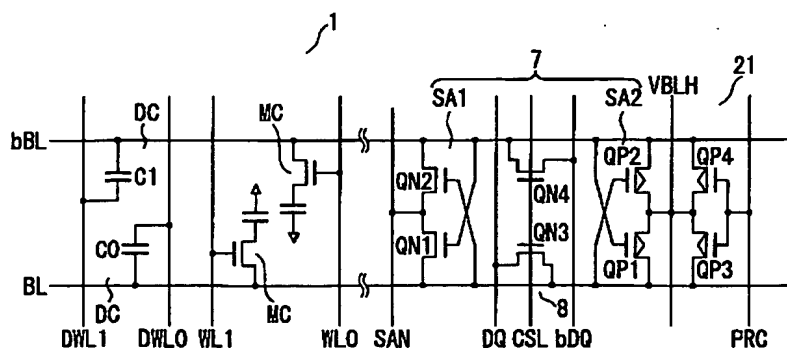 1
7
21
DC
MC
SA1
SA2
VBLH
bBL
C1
QN2
QN4
QP2
QP4
C0
QN1
QN3
QP1
QP3
BL
DC
MC
8
DWL1 DWL0 WL1 WL0 SAN DQ CSL bDQ PRC